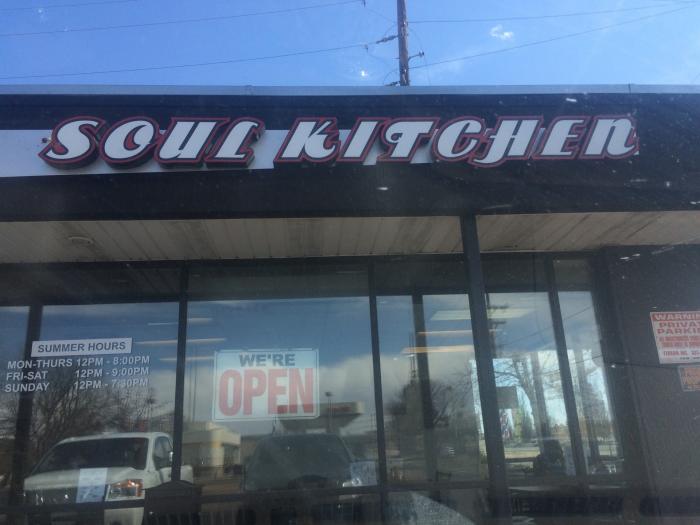 SOUL KITCHEN
SUMMER HOURS
MON-THURS 12PM - 8:00PM
FRI-SAT 12PM - 9:00PM
SUNDAY 12PM - 7:30PM
WE'RE
OPEN
WARNING
PRIVATE
PARKING